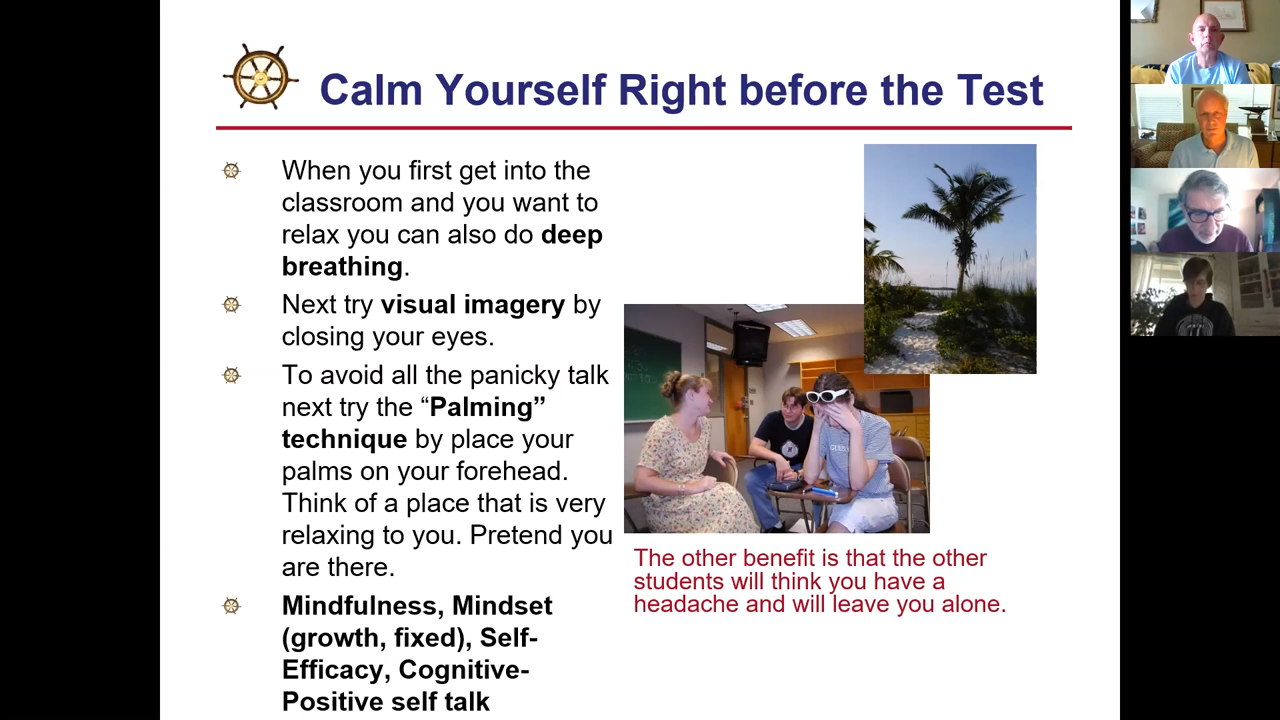 Calm Yourself Right before the Test
When you first get into the
classroom and you want to
relax you can also do deep
breathing.
Next try visual imagery by
closing your eyes.
To avoid all the panicky talk
next try the “Palming”
technique by place your
palms on your forehead.
Think of a place that is very
relaxing to you. Pretend you
are there.
Mindfulness, Mindset
(growth, fixed), Self-
Efficacy, Cognitive-
Positive self talk
The other benefit is that the other
students will think you have a
headache and will leave you alone.